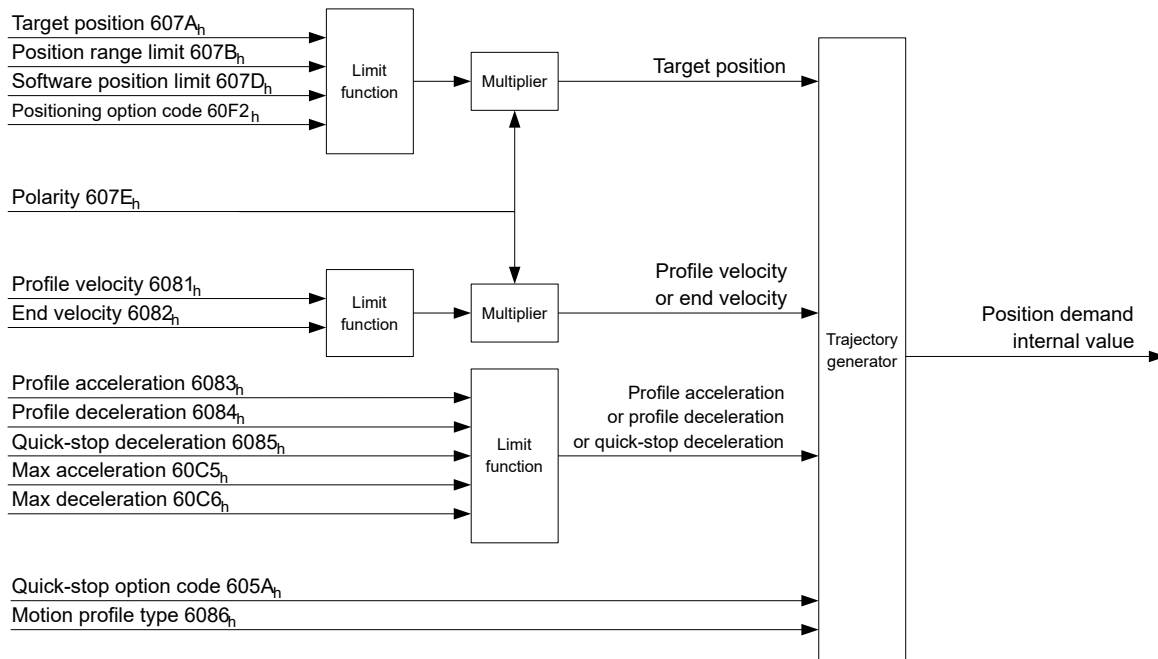 Target position 607Ah
Position range limit 607Bh
Software position limit 607Dh
Positioning option code 60F2h
Limit
function
Multiplier
Target position
Polarity 607Eh
Profile velocity 6081h
End velocity 6082h
Limit
function
Multiplier
Profile velocity
or end velocity
Profile acceleration 6083h
Profile deceleration 6084h
Quick-stop deceleration 6085h
Max acceleration 60C5h
Max deceleration 60C6h
Limit
function
Profile acceleration
or profile deceleration
or quick-stop deceleration
Quick-stop option code 605Ah
Motion profile type 6086h
Trajectory
generator
Position demand
internal value